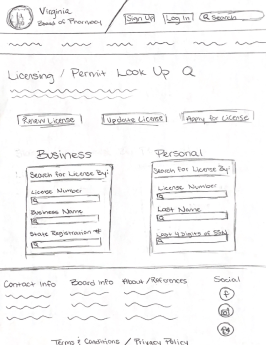 Virginia
Board of Pharmacy
Sign Up
Log In
Search
Licensing / Permit Look Up
Renew License
Update License
Apply for License
Business
Search for License By:
License Number
Business Name
State Registration #
Personal
Search for License By:
License Number
Last Name
Last 4 Digits of SSN
Contact Info
Board Info
About / References
Social
f
Terms & Conditions / Privacy Policy